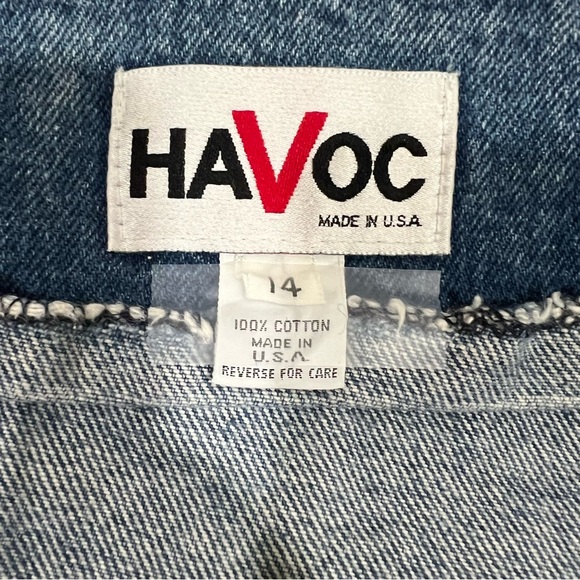 HAVOC
MADE IN U.S.A.
14
100% COTTON
MADE IN
U.S.A.
REVERSE FOR CARE